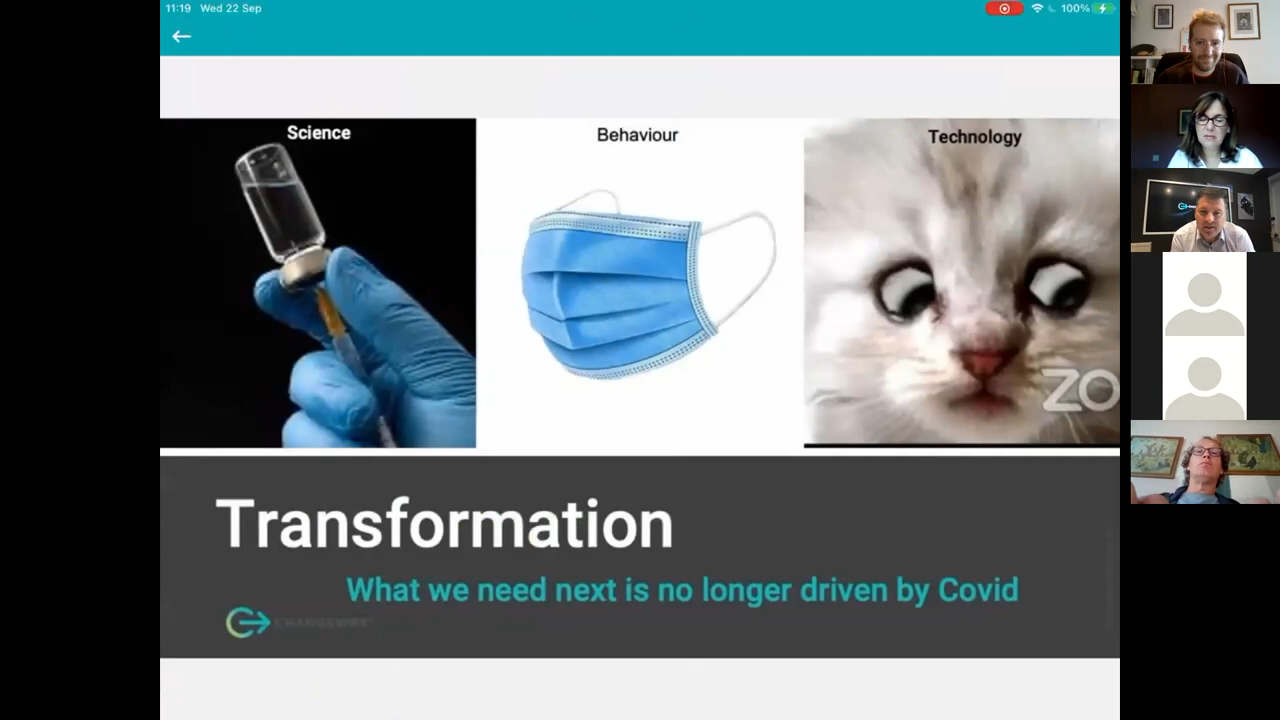 11:19 Wed 22 Sep
100%
Science
Behaviour
Technology
ZO
Transformation
What we need next is no longer driven by Covid